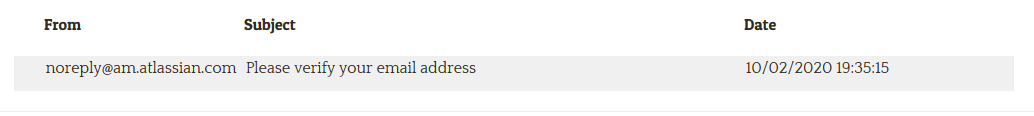 From Subject Date
noreply@am.atlassian.com Please verify your email address 10/02/2020 19:35:15